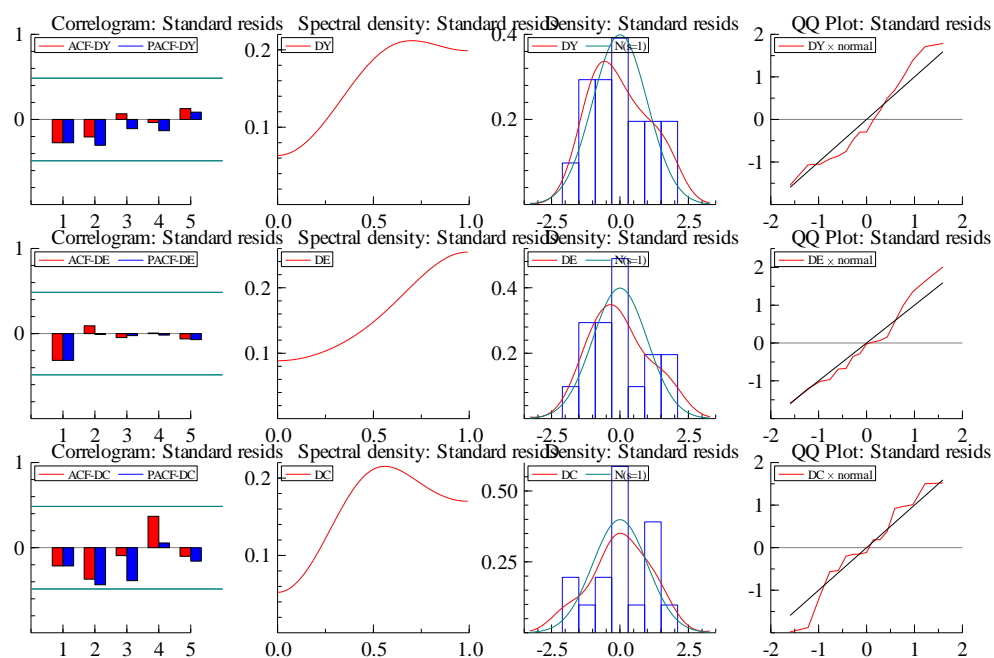 Correlogram: Standard resids
ACF-DY PACF-DY
1
0
1 2 3 4 5
Spectral density: Standard resids
DY
0.2
0.1
0.0 0.5 1.0
Density: Standard resids
DY N(s=1)
0.4
0.2
-2.5 0.0 2.5
QQ Plot: Standard resids
DY × normal
2
1
0
-1
-2 -1 0 1 2
Correlogram: Standard resids
ACF-DE PACF-DE
1
0
1 2 3 4 5
Spectral density: Standard resids
DE
0.2
0.1
0.0 0.5 1.0
Density: Standard resids
DE N(s=1)
0.4
0.2
-2.5 0.0 2.5
QQ Plot: Standard resids
DE × normal
2
1
0
-1
-2 -1 0 1 2
Correlogram: Standard resids
ACF-DC PACF-DC
1
0
1 2 3 4 5
Spectral density: Standard resids
DC
0.2
0.1
0.0 0.5 1.0
Density: Standard resids
DC N(s=1)
0.50
0.25
-2.5 0.0 2.5
QQ Plot: Standard resids
DC × normal
2
1
0
-1
-2 -1 0 1 2